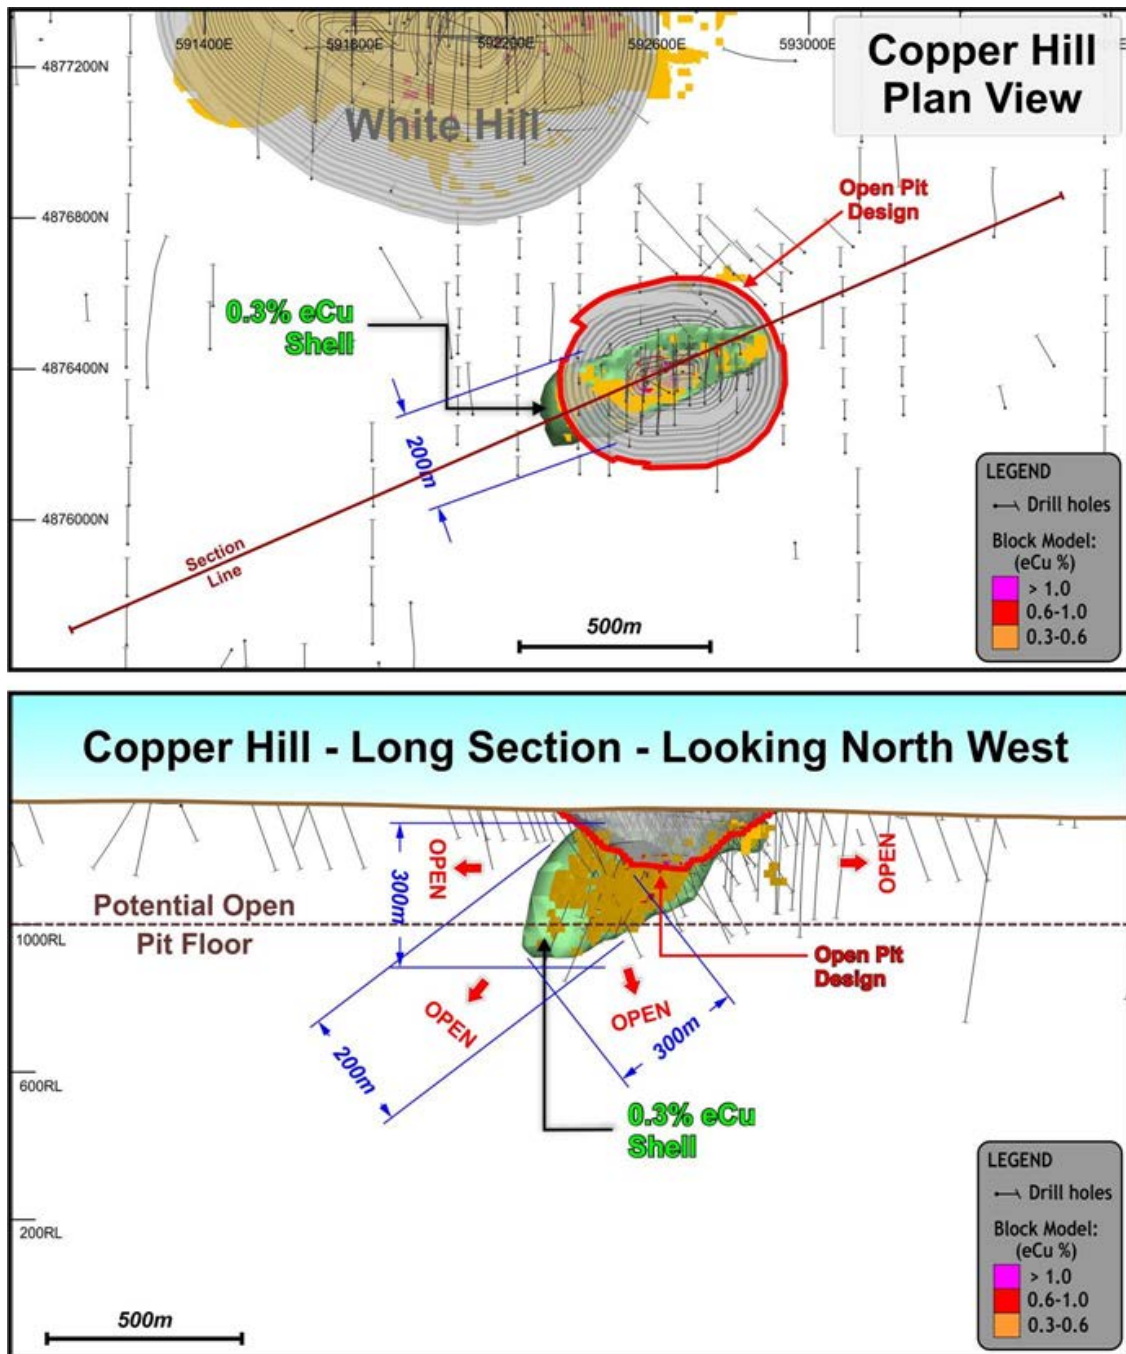 591400E 591800E 592200E 592600E 593000E
Copper Hill
Plan View
4877200N
White Hill
Open Pit
Design
4876800N
0.3% eCu
Shell
4876400N
200m
4876000N
Section
Line
500m
LEGEND
Drill holes
Block Model:
(eCu %)
> 1.0
0.6-1.0
0.3-0.6
Copper Hill - Long Section - Looking North West
OPEN
300m
OPEN
Potential Open
Pit Floor
1000RL
Open Pit
Design
OPEN
OPEN
200m
300m
600RL
0.3% eCu
Shell
200RL
500m
LEGEND
Drill holes
Block Model:
(eCu %)
> 1.0
0.6-1.0
0.3-0.6